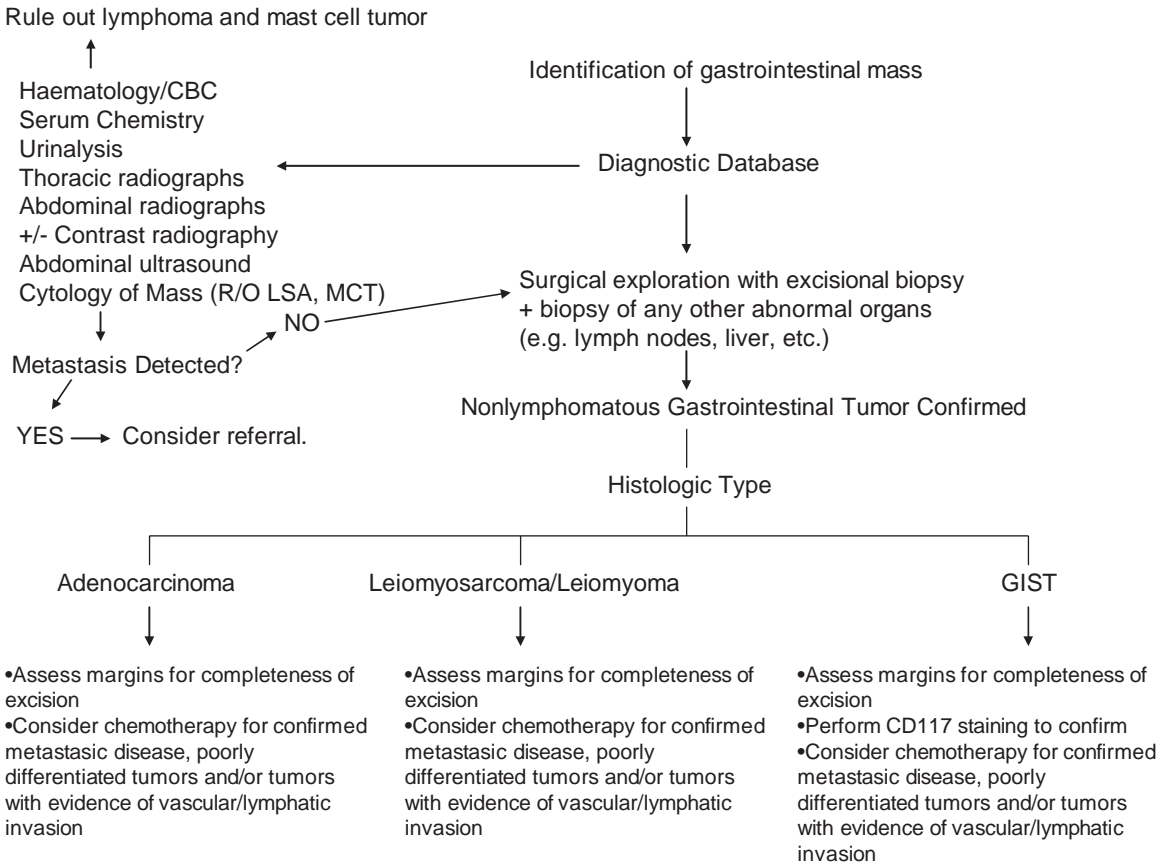 Rule out lymphoma and mast cell tumor
Haematology/CBC
Serum Chemistry
Urinalysis
Thoracic radiographs
Abdominal radiographs
+/- Contrast radiography
Abdominal ultrasound
Cytology of Mass (R/O LSA, MCT)
NO
Metastasis Detected?
YES
Consider referral.
Identification of gastrointestinal mass
Diagnostic Database
Surgical exploration with excisional biopsy
+ biopsy of any other abnormal organs
(e.g. lymph nodes, liver, etc.)
Nonlymphomatous Gastrointestinal Tumor Confirmed
Histologic Type
Adenocarcinoma
•Assess margins for completeness of
excision
•Consider chemotherapy for confirmed
metastasic disease, poorly
differentiated tumors and/or tumors
with evidence of vascular/lymphatic
invasion
Leiomyosarcoma/Leiomyoma
•Assess margins for completeness of
excision
•Consider chemotherapy for confirmed
metastasic disease, poorly
differentiated tumors and/or tumors
with evidence of vascular/lymphatic
invasion
GIST
•Assess margins for completeness of
excision
•Perform CD117 staining to confirm
•Consider chemotherapy for confirmed
metastasic disease, poorly
differentiated tumors and/or tumors
with evidence of vascular/lymphatic
invasion